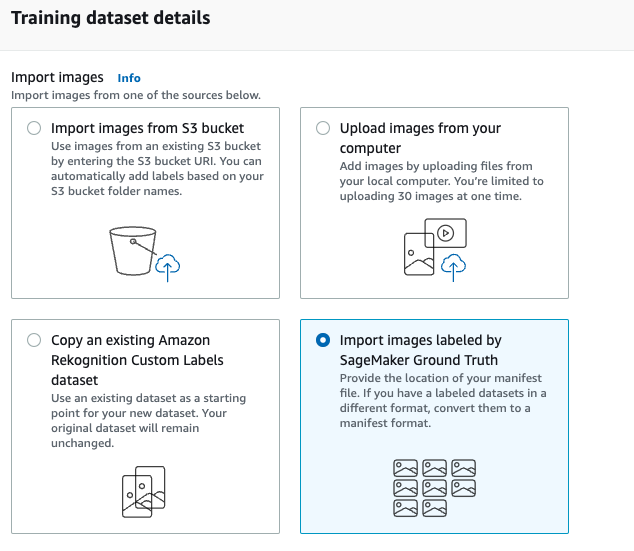 Training dataset details
Import images Info
Import images from one of the sources below.
Import images from S3 bucket
Use images from an existing S3 bucket
by entering the S3 bucket URI. You can
automatically add labels based on your
S3 bucket folder names.
Upload images from your
computer
Add images by uploading files from
your local computer. You're limited to
uploading 30 images at one time.
Copy an existing Amazon
Rekognition Custom Labels
dataset
Use an existing dataset as a starting
point for your new dataset. Your
original dataset will remain
unchanged.
Import images labeled by
SageMaker Ground Truth
Provide the location of your manifest
file. If you have a labeled datasets in a
different format, convert them to a
manifest format.